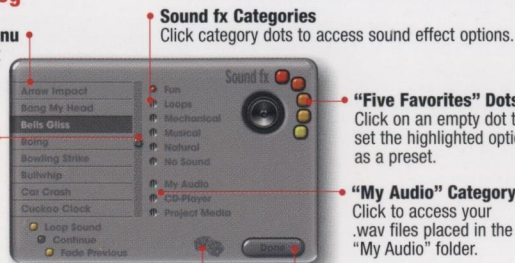 nu
Sound fx Categories
Click category dots to access sound effect options.
Sound fx
Arrow Impact
Bang My Head
Bells Gliss
Boing
Bowling Strike
Bullwhip
Car Crash
Cuckoo Clock
Loop Sound
Continue
Fade Previous
Fun
Loops
Mechanical
Musical
Natural
No Sound
My Audio
CD-Player
Project Media
Done
"Five Favorites" Dots
Click on an empty dot t
set the highlighted optic
as a preset.
"My Audio" Category
Click to access your
.wav files placed in the
"My Audio" folder.